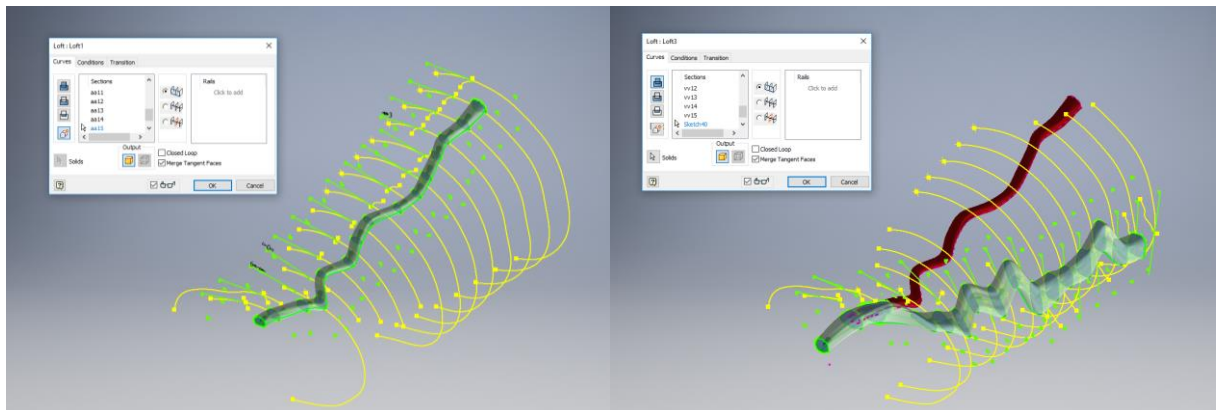 Loft : Loft1
Curves Conditions Transition
Sections
aa11
aa12
aa13
aa14
aa15
Rails
Click to add
Solids
Output
Closed Loop
Merge Tangent Faces
?
OK
Cancel
Loft : Loft3
Curves Conditions Transition
Sections
vv12
vv13
vv14
vv15
Sketch40
Rails
Click to add
Solids
Output
Closed Loop
Merge Tangent Faces
?
OK
Cancel